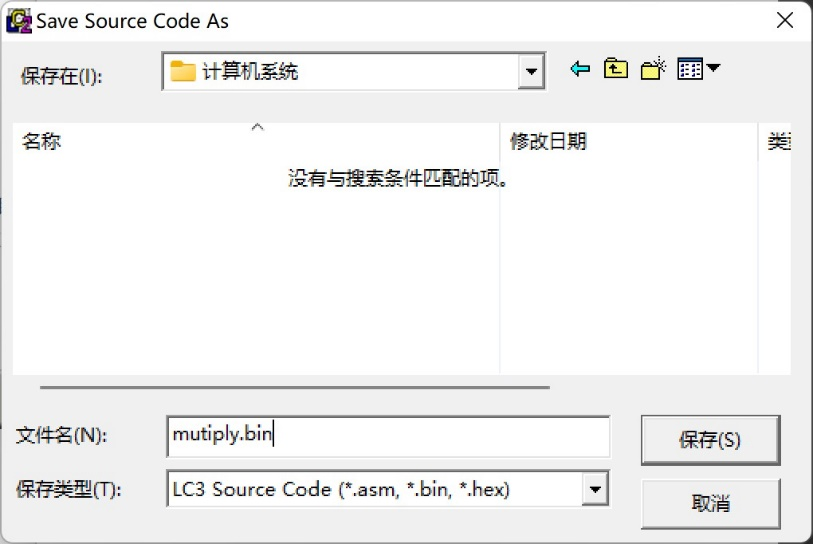 Save Source Code As
保存在(I):
计算机系统
名称
修改日期
类型
没有与搜索条件匹配的项。
文件名(N):
mutiply.bin
保存(S)
保存类型(T):
LC3 Source Code (*.asm, *.bin, *.hex)
取消